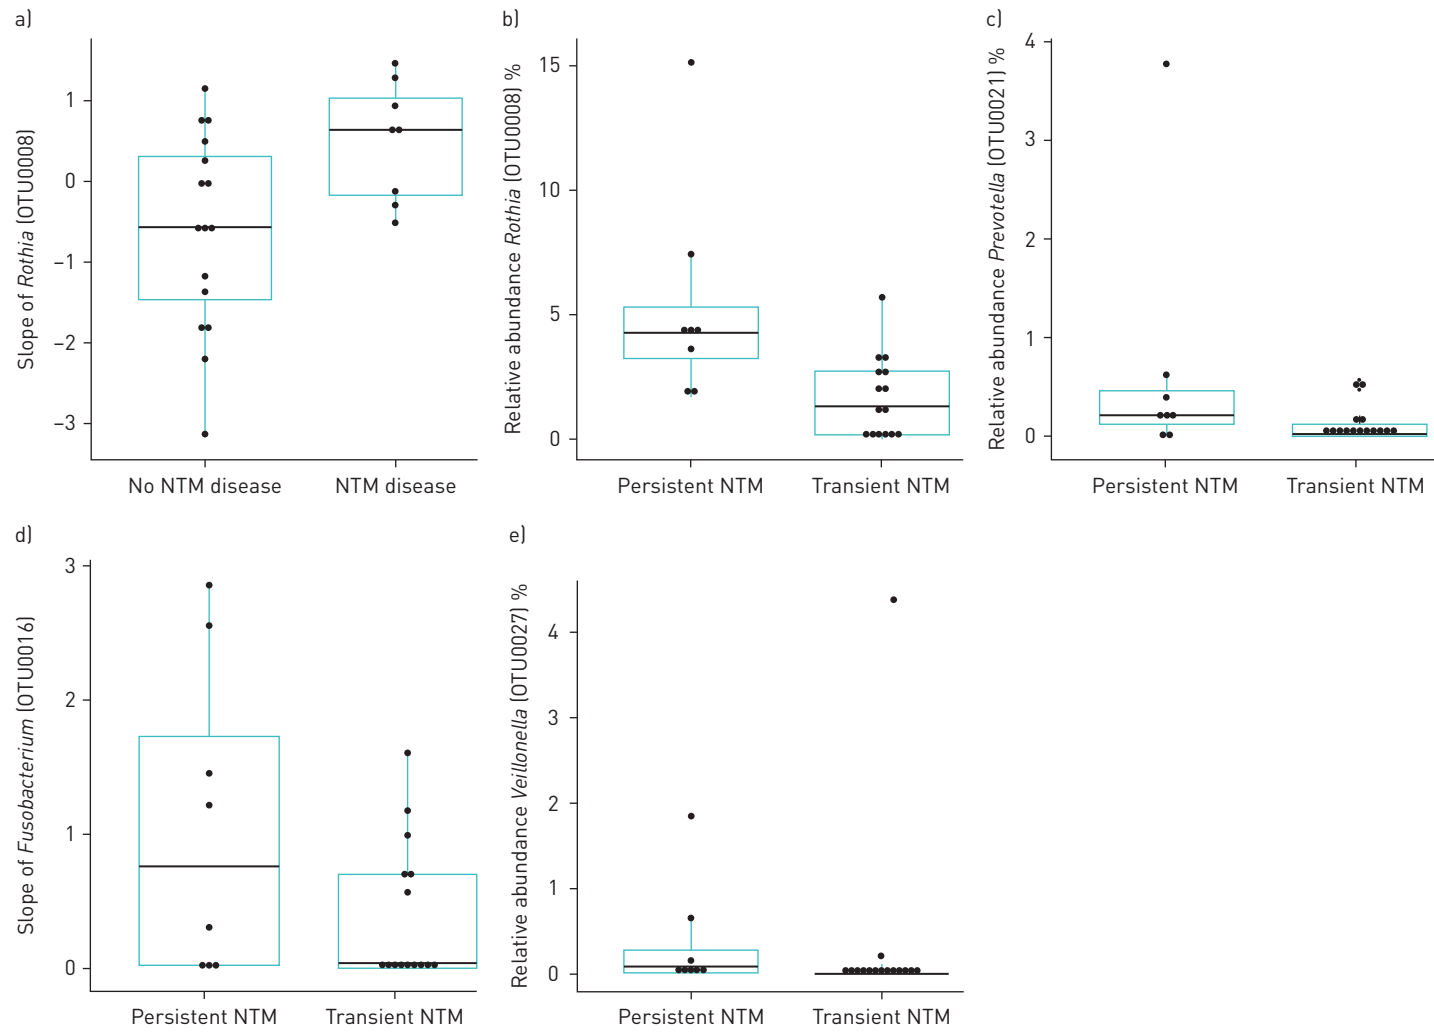 a)
Slope of Rothia (OTU0008)
1
0
–1
–2
–3
No NTM disease
NTM disease
b)
Relative abundance Rothia (OTU0008) %
15
10
5
0
Persistent NTM
Transient NTM
c)
Relative abundance Prevotella (OTU0021) %
4
3
2
1
0
Persistent NTM
Transient NTM
d)
Slope of Fusobacterium (OTU0016)
3
2
1
0
Persistent NTM
Transient NTM
e)
Relative abundance Veillonella (OTU0027) %
4
3
2
1
0
Persistent NTM
Transient NTM